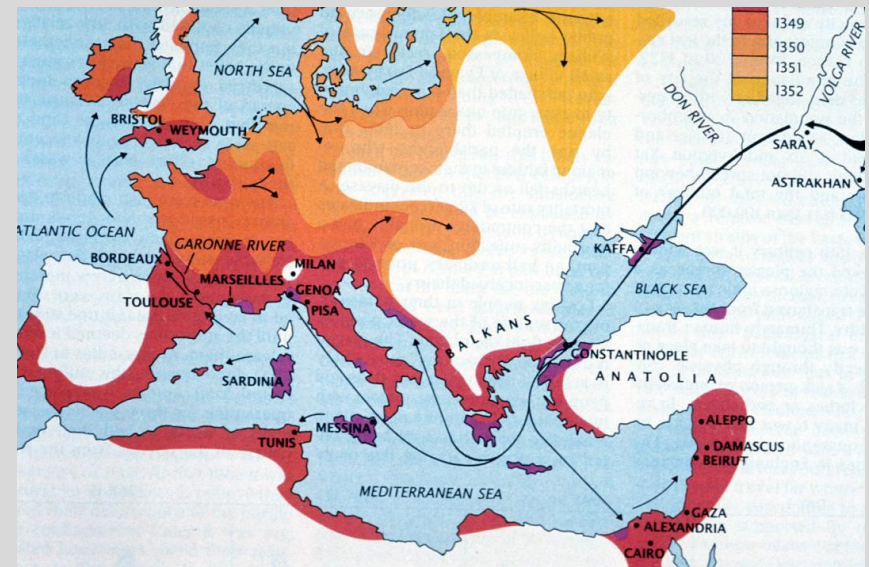 1349
1350
1351
1352
NORTH SEA
DON RIVER
VOLGA RIVER
BRISTOL
WEYMOUTH
SARAY
ASTRAKHAN
ATLANTIC OCEAN
GARONNE RIVER
BORDEAUX
MILAN
KAFFA
MARSEILLLES
GENOA
BLACK SEA
TOULOUSE
PISA
BALKANS
CONSTANTINOPLE
ANATOLIA
SARDINIA
MESSINA
TUNIS
ALEPPO
DAMASCUS
BEIRUT
MEDITERRANEAN SEA
GAZA
ALEXANDRIA
CAIRO